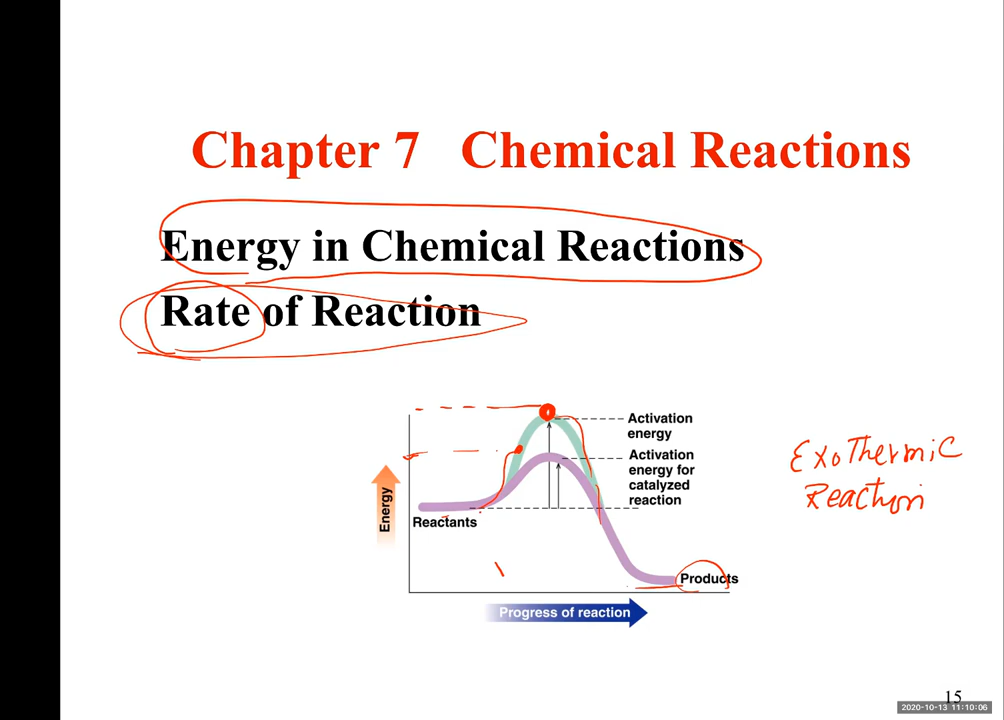 Chapter 7 Chemical Reactions
Energy in Chemical Reactions
Rate of Reaction
Activation
energy
Activation
energy for
catalyzed
reaction
Energy
Reactants
Products
Progress of reaction
Exothermic
Reaction
15
2020-10-13 11:10:06